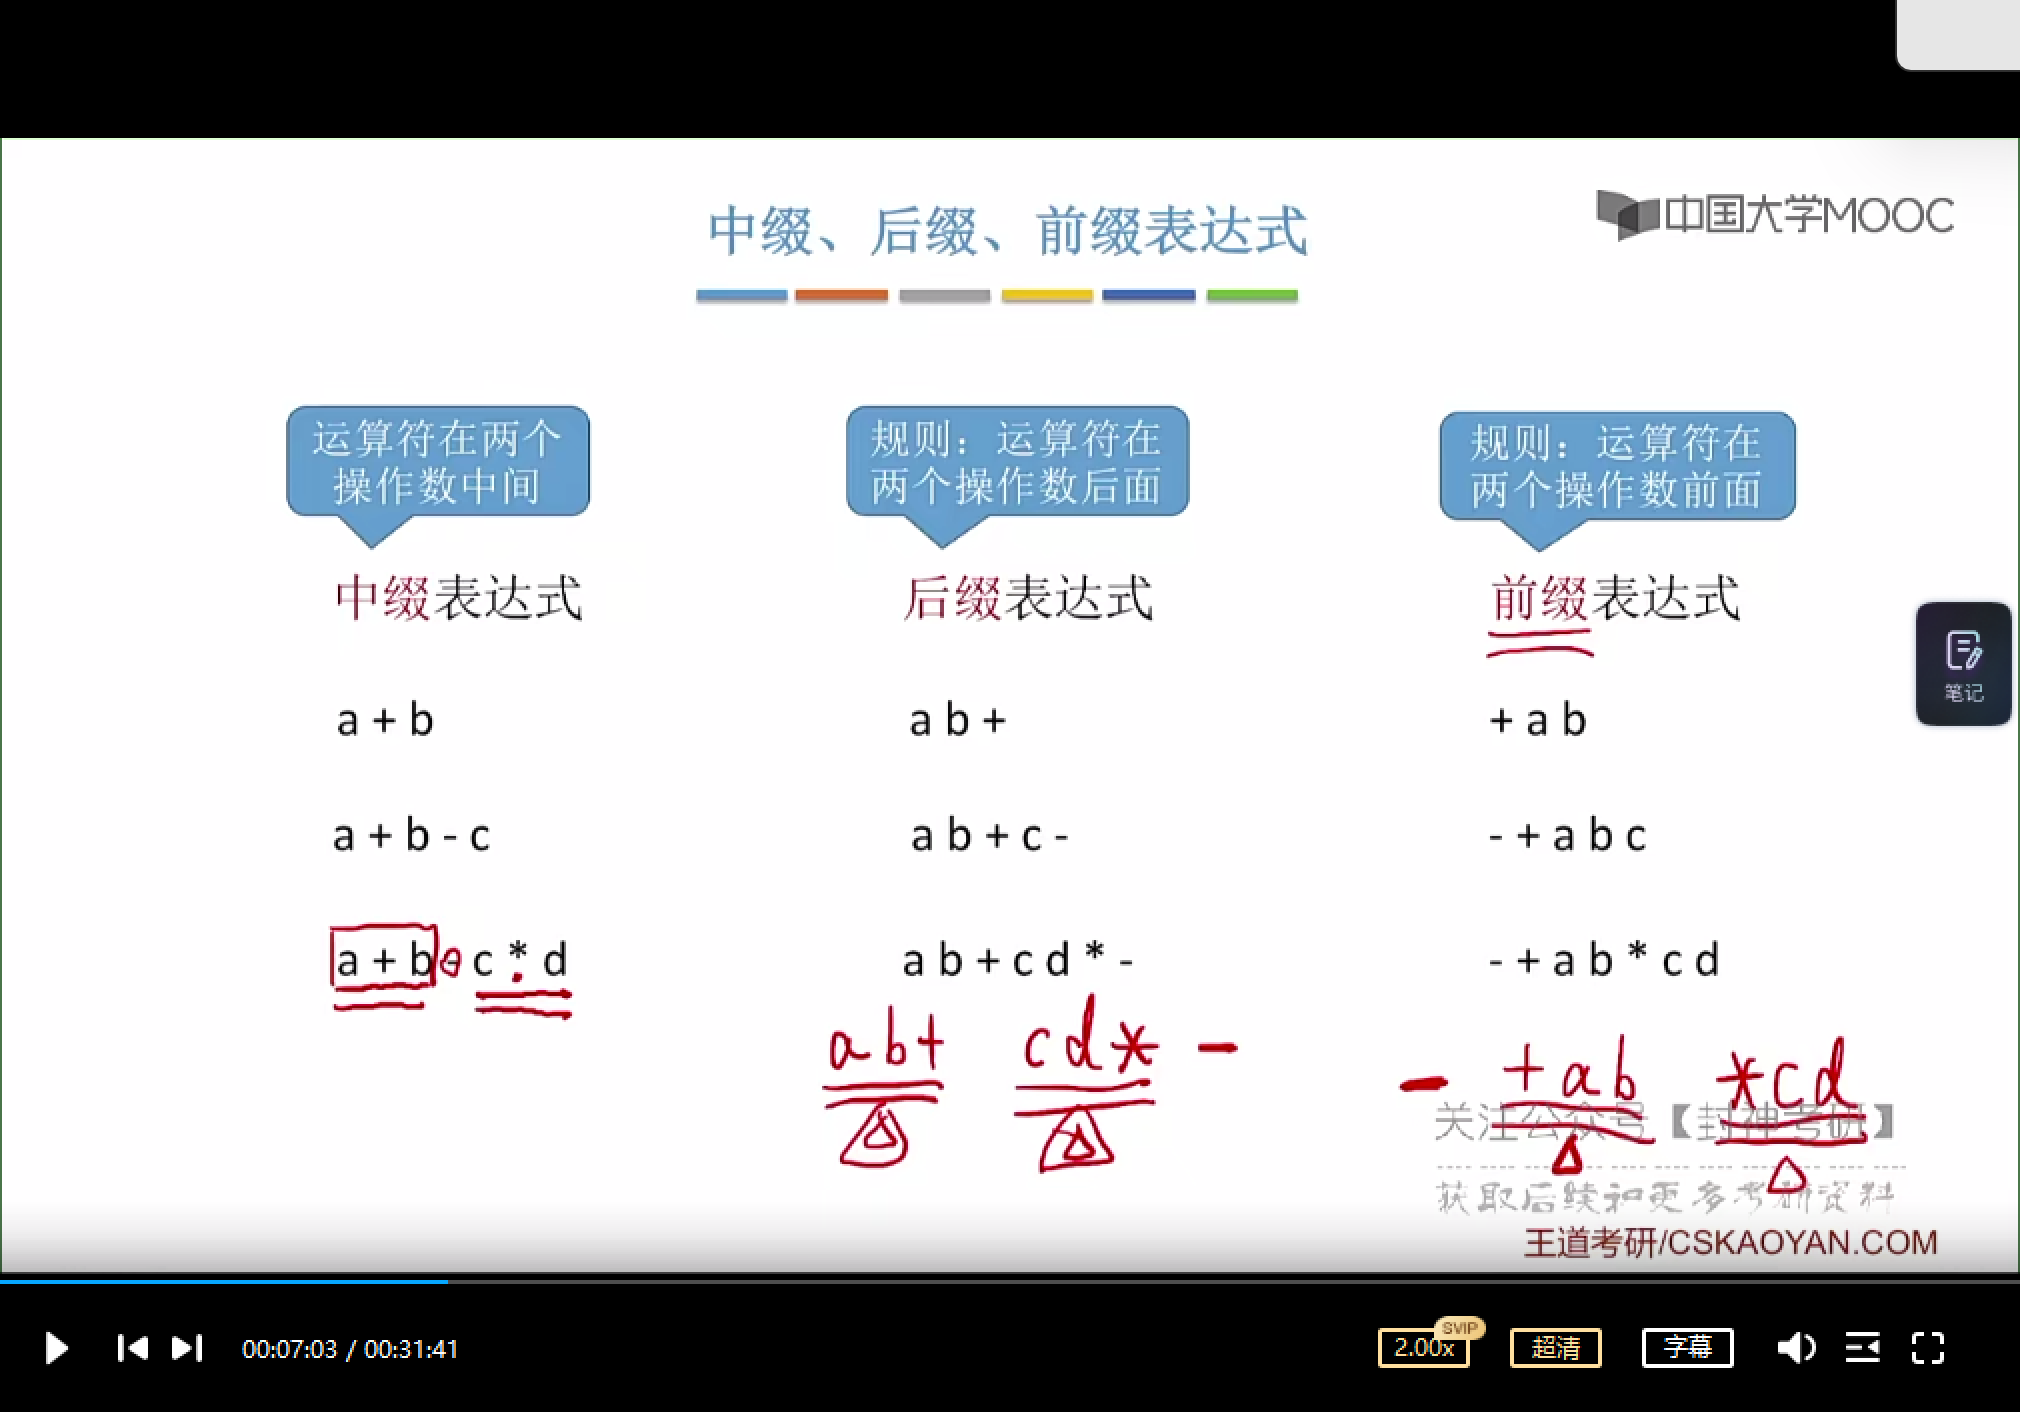 中缀、后缀、前缀表达式
中国大学MOOC
运算符在两个
操作数中间
规则：运算符在
两个操作数后面
规则：运算符在
两个操作数前面
中缀表达式
后缀表达式
前缀表达式
笔记
a + b
a b +
+ a b
a + b - c
a b + c -
- + a b c
a + b - c * d
a b + c d * -
- + a b * c d
ab+ cd* -
- +ab *cd
关注公众号【封神考研】
获取后续和更多考研资料
王道考研/CSKAOYAN.COM
00:07:03 / 00:31:41
2.00x
SVIP
超清
字幕